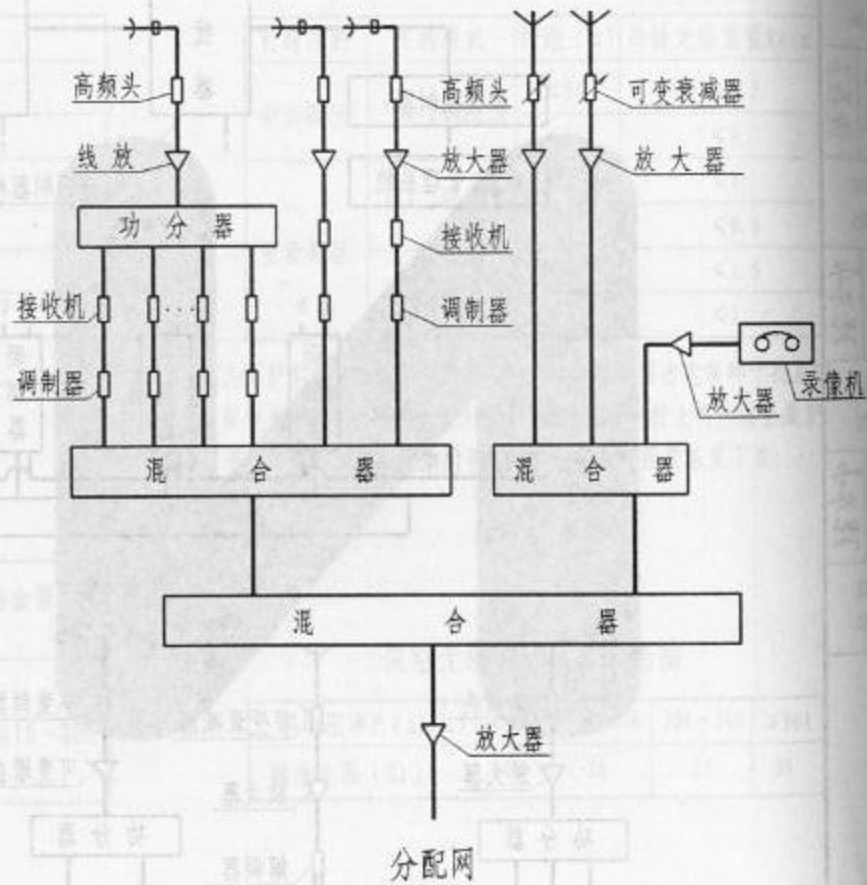 高频头
高频头
可变衰减器
线放
放大器
放大器
功分器
接收机
接收机
调制器
调制器
放大器
录像机
混合器
混合器
混合器
放大器
分配网